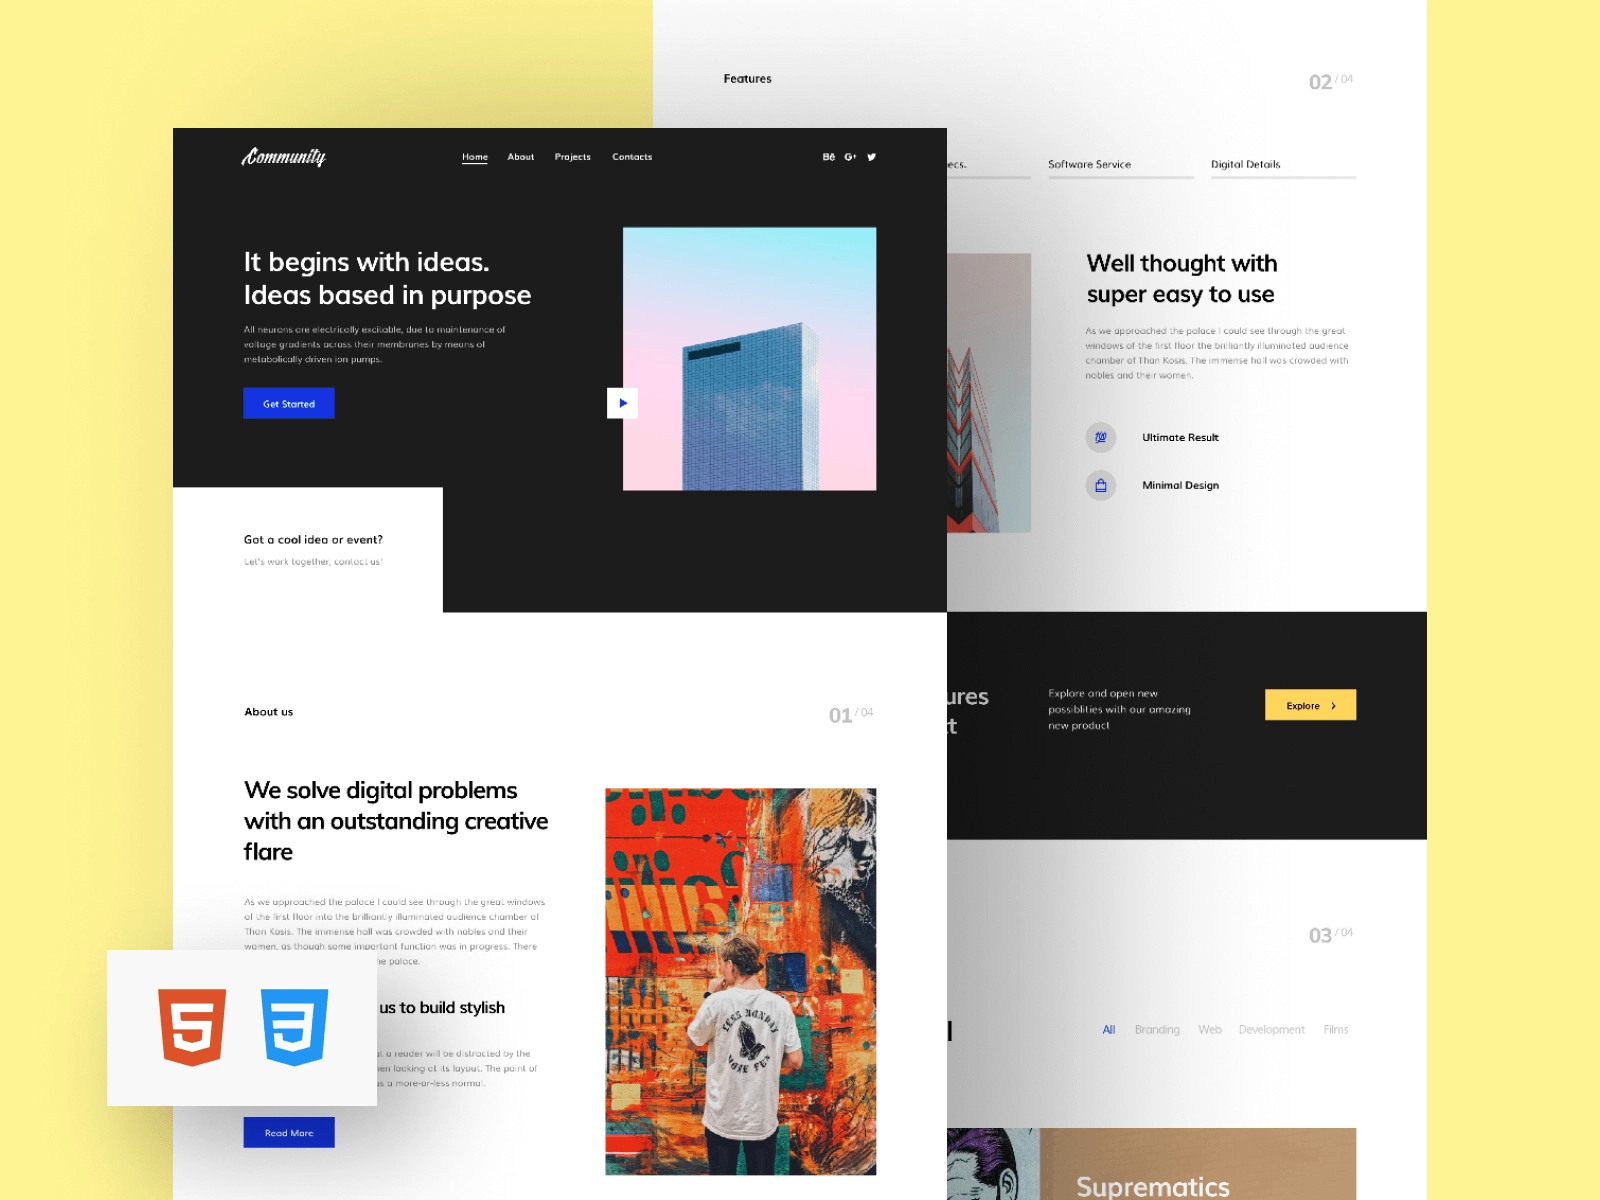 Community
Home About Projects Contacts
Bē G+
It begins with ideas.
Ideas based in purpose
All neurons are electrically excitable, due to maintenance of
voltage gradients across their membranes by means of
metabolically driven ion pumps.
Get Started
Got a cool idea or event?
Let's work together, contact us!
About us
01 / 04
We solve digital problems
with an outstanding creative
flare
As we approached the palace I could see through the great windows
of the first floor into the brilliantly illuminated audience chamber of
Than Kosis. The immense hall was crowded with nobles and their
women, as though some important function was in progress. There
he palace.
us to build stylish
at a reader will be distracted by the
en looking at its layout. The point of
as a more-or-less normal.
Read More
LESS MONDAY
MORE FUN
Features
02 / 04
ecs.
Software Service
Digital Details
Well thought with
super easy to use
As we approached the palace I could see through the great
windows of the first floor the brilliantly illuminated audience
chamber of Than Kosis. The immense hall was crowded with
nobles and their women.
Ultimate Result
Minimal Design
ures
t
Explore and open new
possiblities with our amazing
new product
Explore
03 / 04
l
All Branding Web Development Films
Suprematics